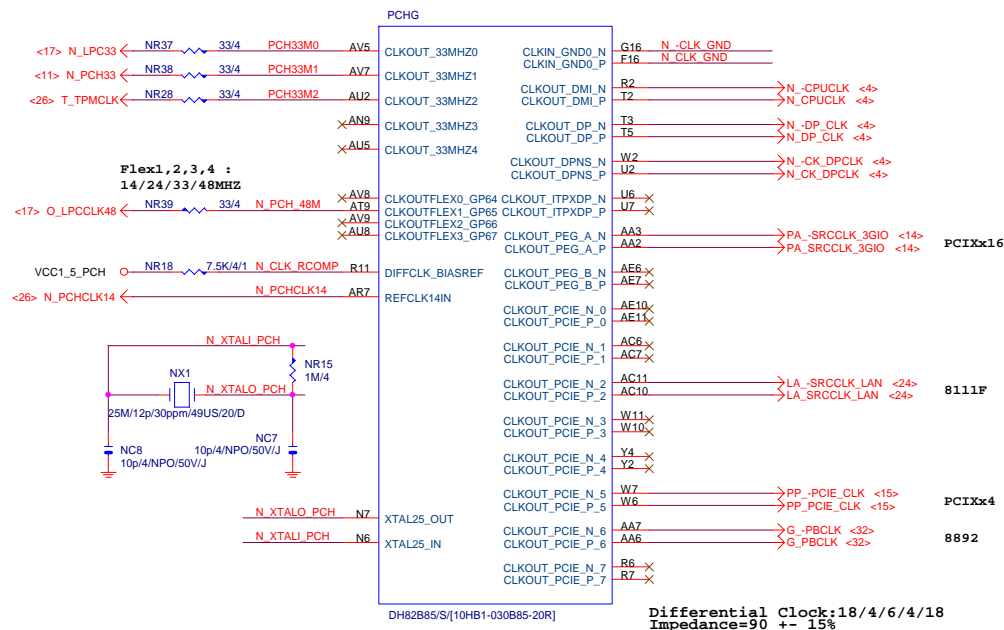 PCHG
<17> N_LPC33 NR37 33/4 PCH33M0 AV5 CLKOUT_33MHZ0
<11> N_PCH33 NR38 33/4 PCH33M1 AV7 CLKOUT_33MHZ1
<26> T_TPMCLK NR28 33/4 PCH33M2 AU2 CLKOUT_33MHZ2
AN9 CLKOUT_33MHZ3
AU5 CLKOUT_33MHZ4
Flex1,2,3,4 :
14/24/33/48MHZ
AV8 CLKOUTFLEX0_GP64
<17> O_LPCCLK48 NR39 33/4 N_PCH_48M AT9 CLKOUTFLEX1_GP65
AV9 CLKOUTFLEX2_GP66
AU8 CLKOUTFLEX3_GP67
VCC1_5_PCH NR18 7.5K/4/1 N_CLK_RCOMP R11 DIFFCLK_BIASREF
<26> N_PCHCLK14 AR7 REFCLK14IN
N_XTALI_PCH
NR15
1M/4
NX1
N_XTALO_PCH
25M/12p/30ppm/49US/20/D
NC8
10p/4/NPO/50V/J
NC7
10p/4/NPO/50V/J
N_XTALO_PCH N7 XTAL25_OUT
N_XTALI_PCH N6 XTAL25_IN
CLKIN_GND0_N G16 N_-CLK_GND
CLKIN_GND0_P F16 N_CLK_GND
CLKOUT_DMI_N R2 N_-CPUCLK <4>
CLKOUT_DMI_P T2 N_CPUCLK <4>
CLKOUT_DP_N T3 N_-DP_CLK <4>
CLKOUT_DP_P T5 N_DP_CLK <4>
CLKOUT_DPNS_N W2 N_-CK_DPCLK <4>
CLKOUT_DPNS_P U2 N_CK_DPCLK <4>
CLKOUT_ITPXDP_N U6
CLKOUT_ITPXDP_P U7
CLKOUT_PEG_A_N AA3 PA_-SRCCLK_3GIO <14>
CLKOUT_PEG_A_P AA2 PA_SRCCLK_3GIO <14>
PCIXx16
CLKOUT_PEG_B_N AE6
CLKOUT_PEG_B_P AE7
CLKOUT_PCIE_N_0 AE10
CLKOUT_PCIE_P_0 AE11
CLKOUT_PCIE_N_1 AC6
CLKOUT_PCIE_P_1 AC7
CLKOUT_PCIE_N_2 AC11 LA_-SRCCLK_LAN <24>
CLKOUT_PCIE_P_2 AC10 LA_SRCCLK_LAN <24>
8111F
CLKOUT_PCIE_N_3 W11
CLKOUT_PCIE_P_3 W10
CLKOUT_PCIE_N_4 Y4
CLKOUT_PCIE_P_4 Y2
CLKOUT_PCIE_N_5 W7 PP_-PCIE_CLK <15>
CLKOUT_PCIE_P_5 W6 PP_PCIE_CLK <15>
PCIXx4
CLKOUT_PCIE_N_6 AA7 G_-PBCLK <32>
CLKOUT_PCIE_P_6 AA6 G_PBCLK <32>
8892
CLKOUT_PCIE_N_7 R6
CLKOUT_PCIE_P_7 R7
DH82B85/S/[10HB1-030B85-20R]
Differential Clock:18/4/6/4/18
Impedance=90 +- 15%